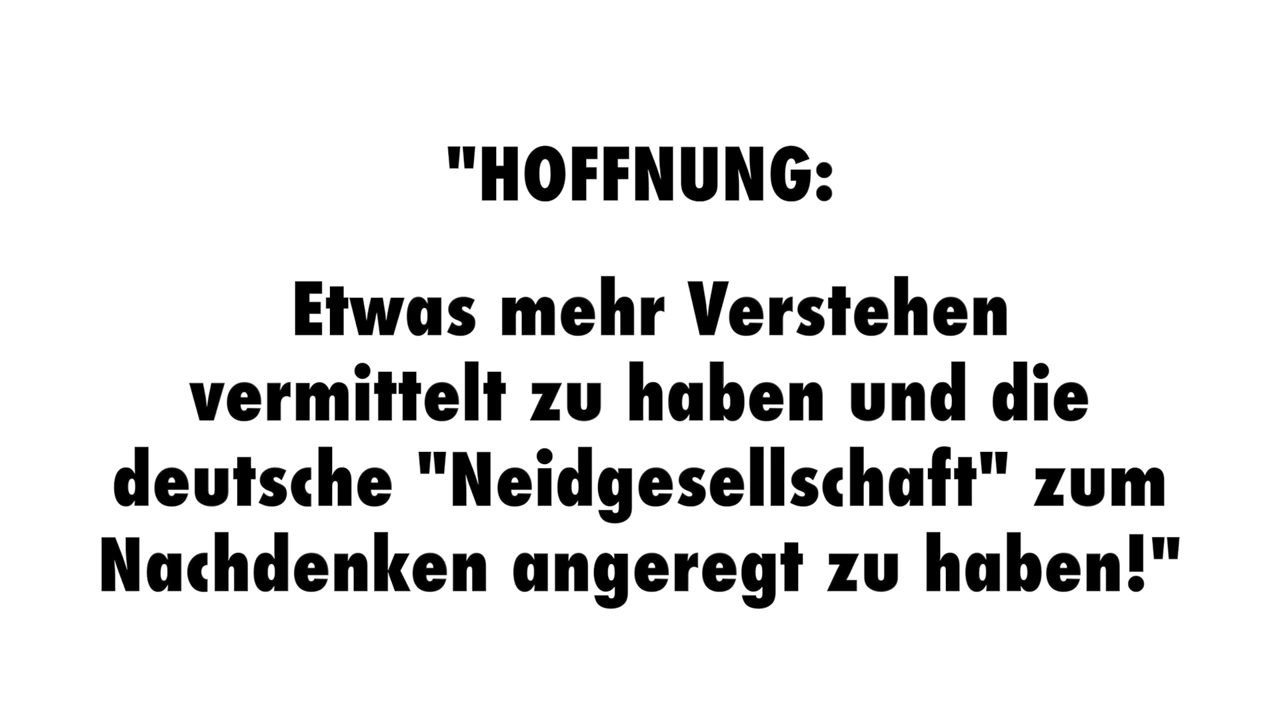 "HOFFNUNG:
Etwas mehr Verstehen
vermittelt zu haben und die
deutsche "Neidgesellschaft" zum
Nachdenken angeregt zu haben!"